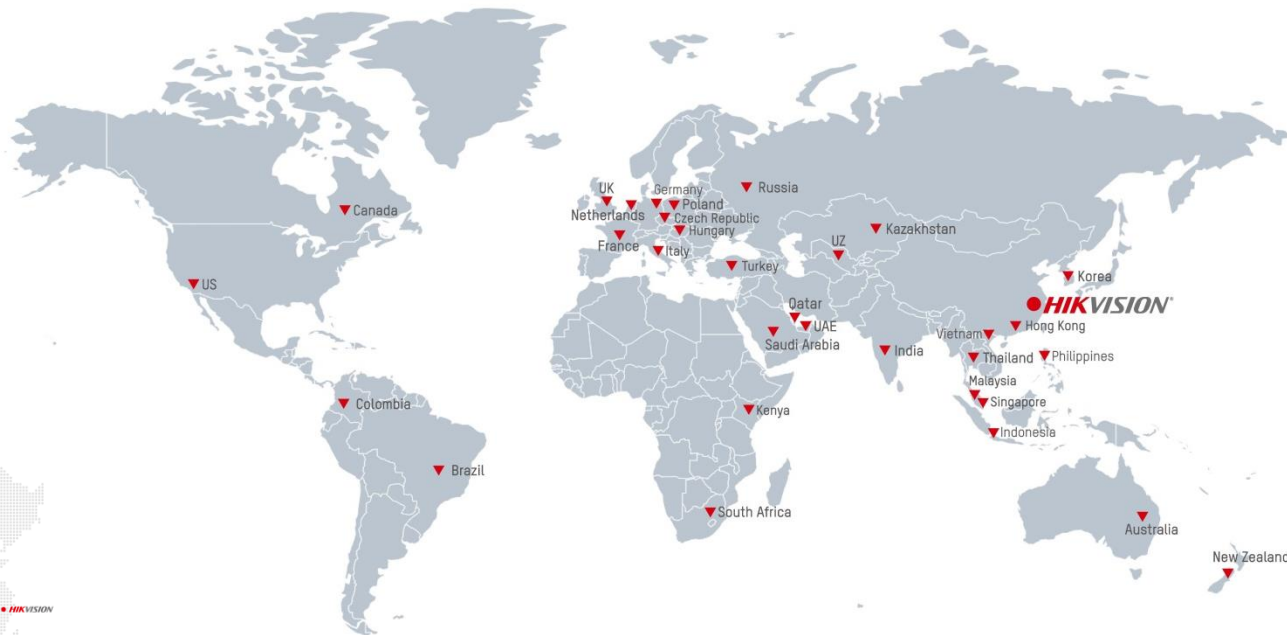 UK
Germany
Russia
Canada
Netherlands
Poland
Czech Republic
Hungary
Kazakhstan
France
Italy
UZ
Turkey
Korea
US
HIKVISION®
Qatar
UAE
Hong Kong
Saudi Arabia
Vietnam
India
Thailand
Philippines
Malaysia
Singapore
Colombia
Kenya
Indonesia
Brazil
South Africa
Australia
New Zealand
HIKVISION